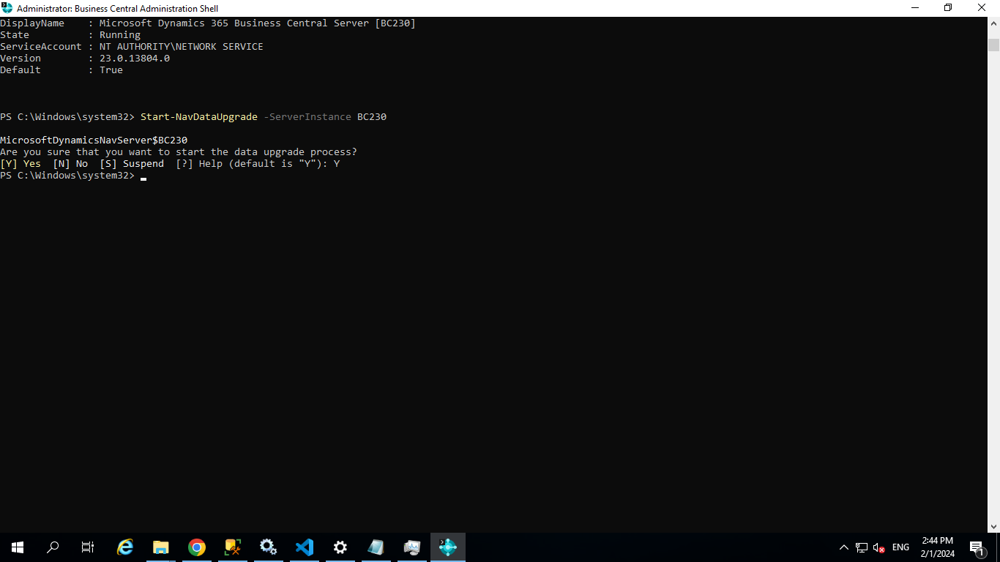 Administrator: Business Central Administration Shell
DisplayName    : Microsoft Dynamics 365 Business Central Server [BC230]
State          : Running
ServiceAccount : NT AUTHORITY\NETWORK SERVICE
Version        : 23.0.13804.0
Default        : True
PS C:\Windows\system32> Start-NavDataUpgrade -ServerInstance BC230
MicrosoftDynamicsNavServer$BC230
Are you sure that you want to start the data upgrade process?
[Y] Yes  [N] No  [S] Suspend  [?] Help (default is "Y"): Y
PS C:\Windows\system32>
ENG
2:44 PM
2/1/2024
1